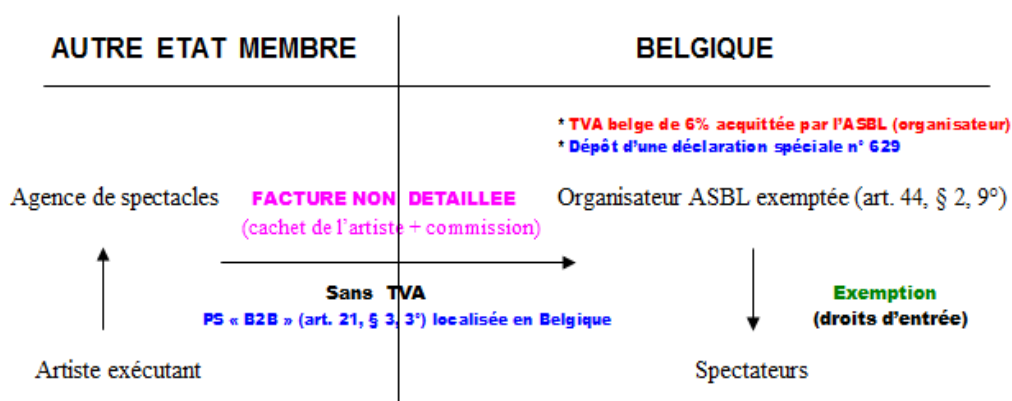 AUTRE ETAT MEMBRE
BELGIQUE
* TVA belge de 6% acquittée par l'ASBL (organisateur)
* Dépôt d'une déclaration spéciale n° 629
Agence de spectacles
FACTURE NON DETAILLEE
(cachet de l'artiste + commission)
Organisateur ASBL exemptée (art. 44, § 2, 9°)
Sans TVA
PS « B2B » (art. 21, § 3, 3°) localisée en Belgique
Exemption
(droits d'entrée)
Artiste exécutant
Spectateurs